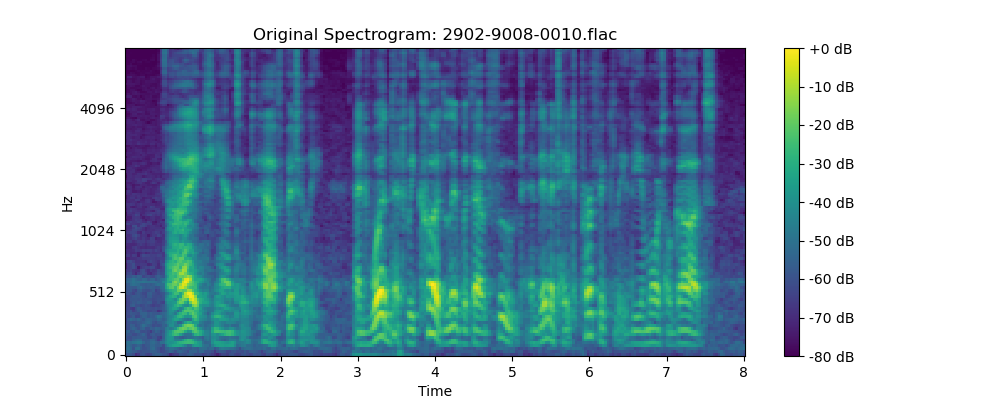 Original Spectrogram: 2902-9008-0010.flac
Hz
4096
2048
1024
512
0
0 1 2 3 4 5 6 7 8
Time
+0 dB
-10 dB
-20 dB
-30 dB
-40 dB
-50 dB
-60 dB
-70 dB
-80 dB